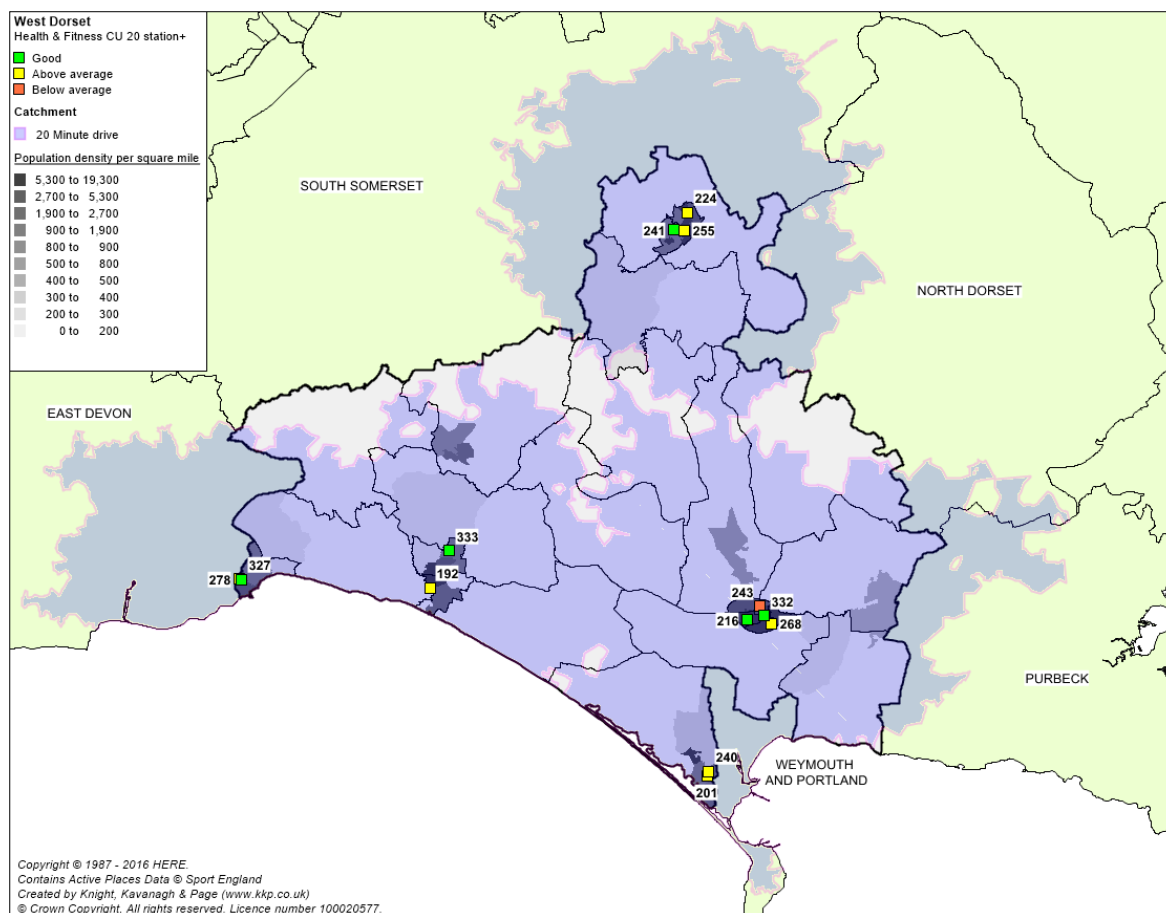 West Dorset
Health & Fitness CU 20 station+
Good
Above average
Below average
Catchment
20 Minute drive
Population density per square mile
5,300 to 19,300
2,700 to 5,300
1,900 to 2,700
900 to 1,900
800 to 900
500 to 800
400 to 500
300 to 400
200 to 300
0 to 200
SOUTH SOMERSET
224
241
255
NORTH DORSET
EAST DEVON
333
327
278
192
243
332
216
268
PURBECK
240
WEYMOUTH
AND PORTLAND
201
Copyright © 1987 - 2016 HERE.
Contains Active Places Data © Sport England
Created by Knight, Kavanagh & Page (www.kkp.co.uk)
© Crown Copyright. All rights reserved. Licence number 100020577.